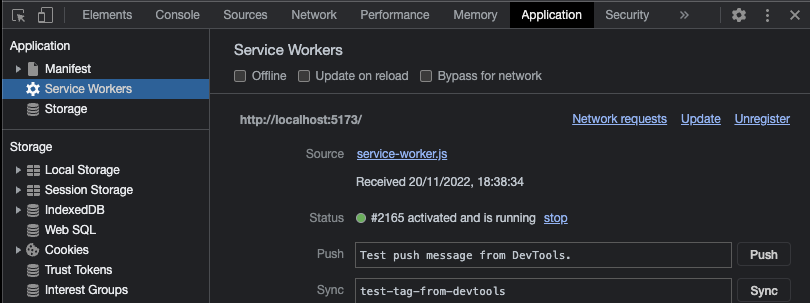 Elements Console Sources Network Performance Memory Application Security »
Application
Manifest
Service Workers
Storage
Storage
Local Storage
Session Storage
IndexedDB
Web SQL
Cookies
Trust Tokens
Interest Groups
Service Workers
Offline Update on reload Bypass for network
http://localhost:5173/ Network requests Update Unregister
Source service-worker.js
Received 20/11/2022, 18:38:34
Status #2165 activated and is running stop
Push Test push message from DevTools. Push
Sync test-tag-from-devtools Sync